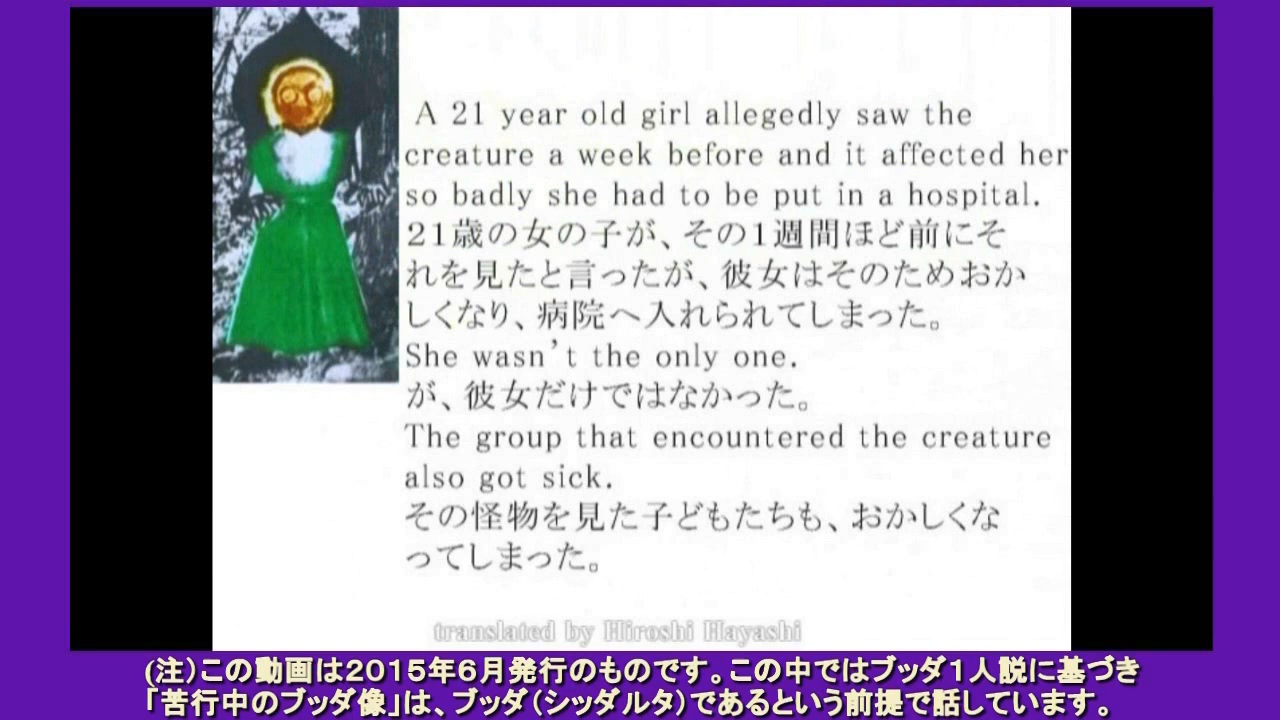 A 21 year old girl allegedly saw the
creature a week before and it affected her
so badly she had to be put in a hospital.
21歳の女の子が、その1週間ほど前にそ
れを見たと言ったが、彼女はそのためおか
しくなり、病院へ入れられてしまった。
She wasn't the only one.
が、彼女だけではなかった。
The group that encountered the creature
also got sick.
その怪物を見た子どもたちも、おかしくな
ってしまった。
translated by Hiroshi Hayashi
(注)この動画は2015年6月発行のものです。この中ではブッダ1人説に基づき
「苦行中のブッダ像」は、ブッダ(シッダルタ)であるという前提で話しています。